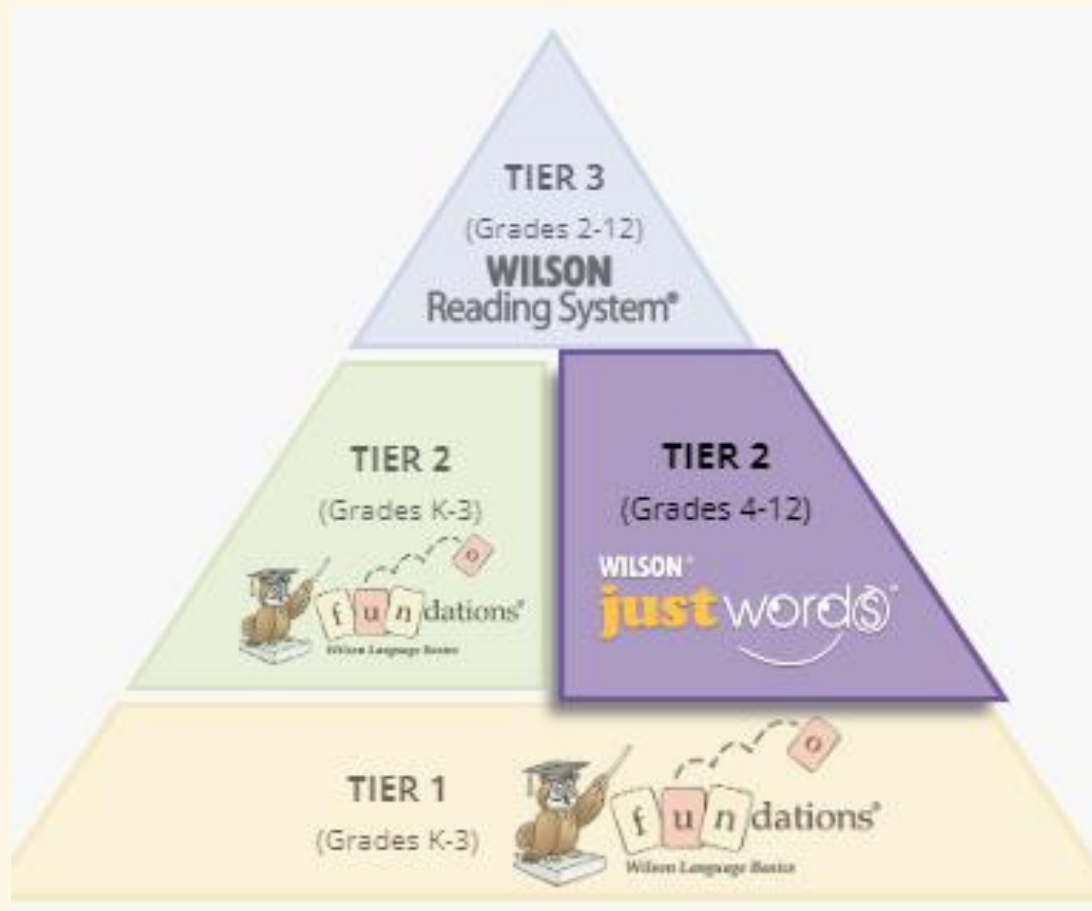 TIER 3
(Grades 2-12)
WILSON
Reading System®
TIER 2
(Grades K-3)
fundations®
Wilson Language Basics
TIER 2
(Grades 4-12)
WILSON®
just words™
TIER 1
(Grades K-3)
fundations®
Wilson Language Basics